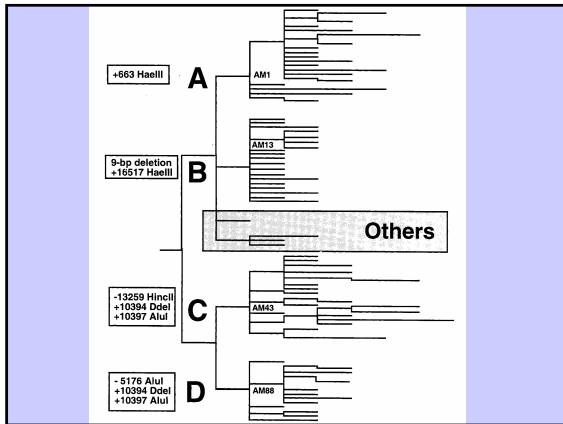 +663 HaeIII
A
AM1
9-bp deletion
+16517 HaeIII
B
AM13
Others
-13259 HincII
+10394 DdeI
+10397 AluI
C
AM43
- 5176 AluI
+10394 DdeI
+10397 AluI
D
AM88